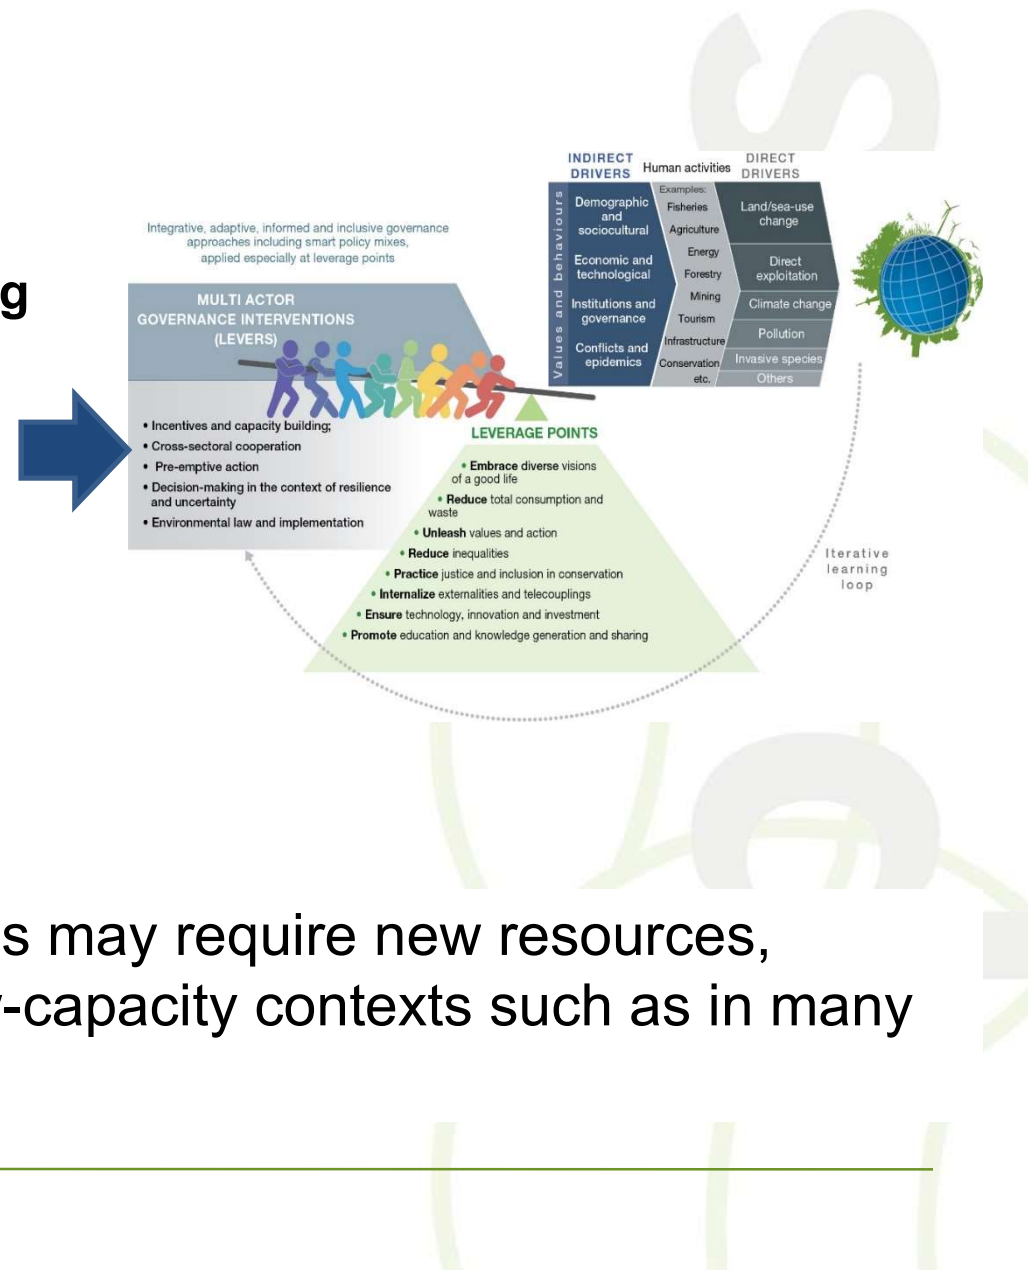 INDIRECT
DRIVERS
Human activities
DIRECT
DRIVERS
Values and behaviours
Demographic
and
sociocultural
Economic and
technological
Institutions and
governance
Conflicts and
epidemics
Examples:
Fisheries
Agriculture
Energy
Forestry
Mining
Tourism
Infrastructure
Conservation
etc.
Land/sea-use
change
Direct
exploitation
Climate change
Pollution
Invasive species
Others
Integrative, adaptive, informed and inclusive governance
approaches including smart policy mixes,
applied especially at leverage points
g
MULTI ACTOR
GOVERNANCE INTERVENTIONS
(LEVERS)
• Incentives and capacity building;
• Cross-sectoral cooperation
• Pre-emptive action
• Decision-making in the context of resilience
and uncertainty
• Environmental law and implementation
LEVERAGE POINTS
• Embrace diverse visions
of a good life
• Reduce total consumption and
waste
• Unleash values and action
• Reduce inequalities
• Practice justice and inclusion in conservation
• Internalize externalities and telecouplings
• Ensure technology, innovation and investment
• Promote education and knowledge generation and sharing
Iterative
learning
loop
s may require new resources,
-capacity contexts such as in many